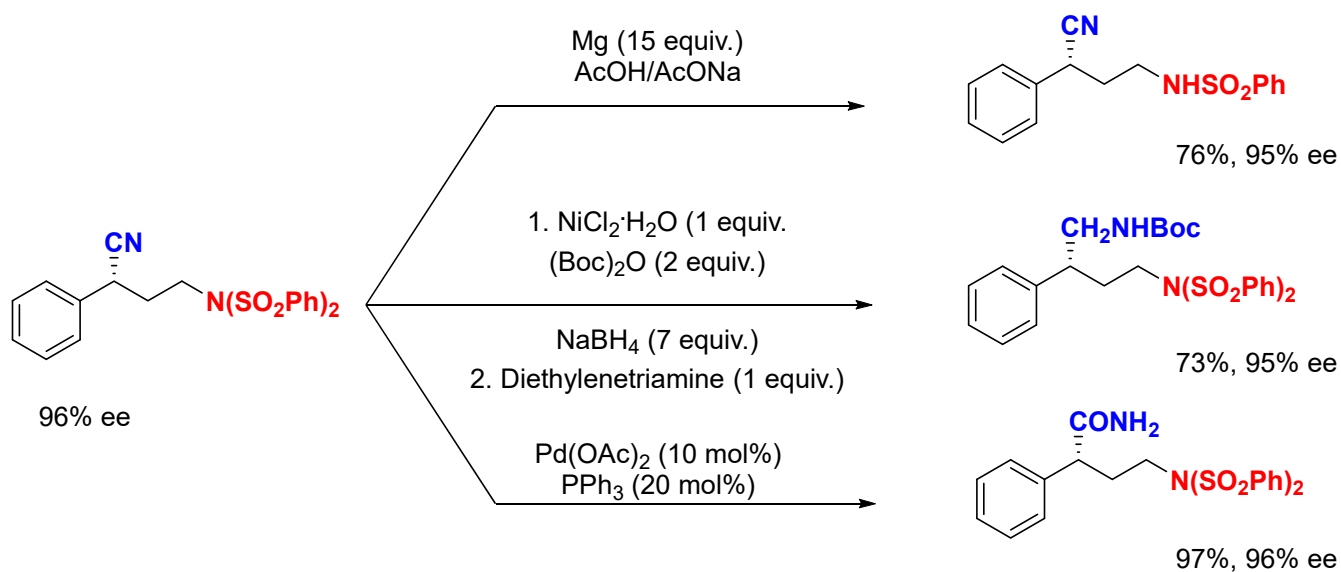 Mg (15 equiv.)
AcOH/AcONa
CN
NHSO₂Ph
76%, 95% ee
CN
N(SO₂Ph)₂
96% ee
1. NiCl₂·H₂O (1 equiv.
(Boc)₂O (2 equiv.)
NaBH₄ (7 equiv.)
2. Diethylenetriamine (1 equiv.)
CH₂NHBoc
N(SO₂Ph)₂
73%, 95% ee
Pd(OAc)₂ (10 mol%)
PPh₃ (20 mol%)
CONH₂
N(SO₂Ph)₂
97%, 96% ee